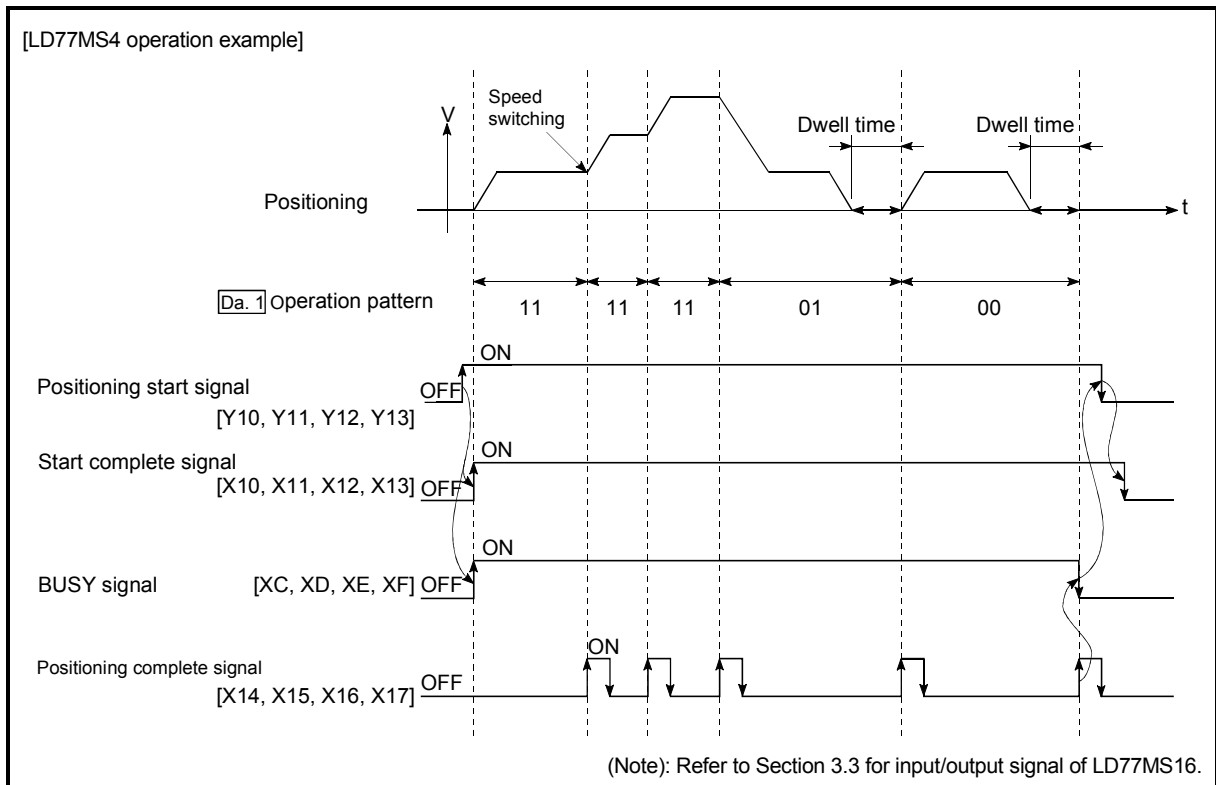 [LD77MS4 operation example]
V
Speed
switching
Dwell time
Dwell time
Positioning
t
Da. 1 Operation pattern
11
11
11
01
00
ON
Positioning start signal
OFF
[Y10, Y11, Y12, Y13]
ON
Start complete signal
[X10, X11, X12, X13]
OFF
ON
BUSY signal
[XC, XD, XE, XF]
OFF
ON
Positioning complete signal
OFF
[X14, X15, X16, X17]
(Note): Refer to Section 3.3 for input/output signal of LD77MS16.